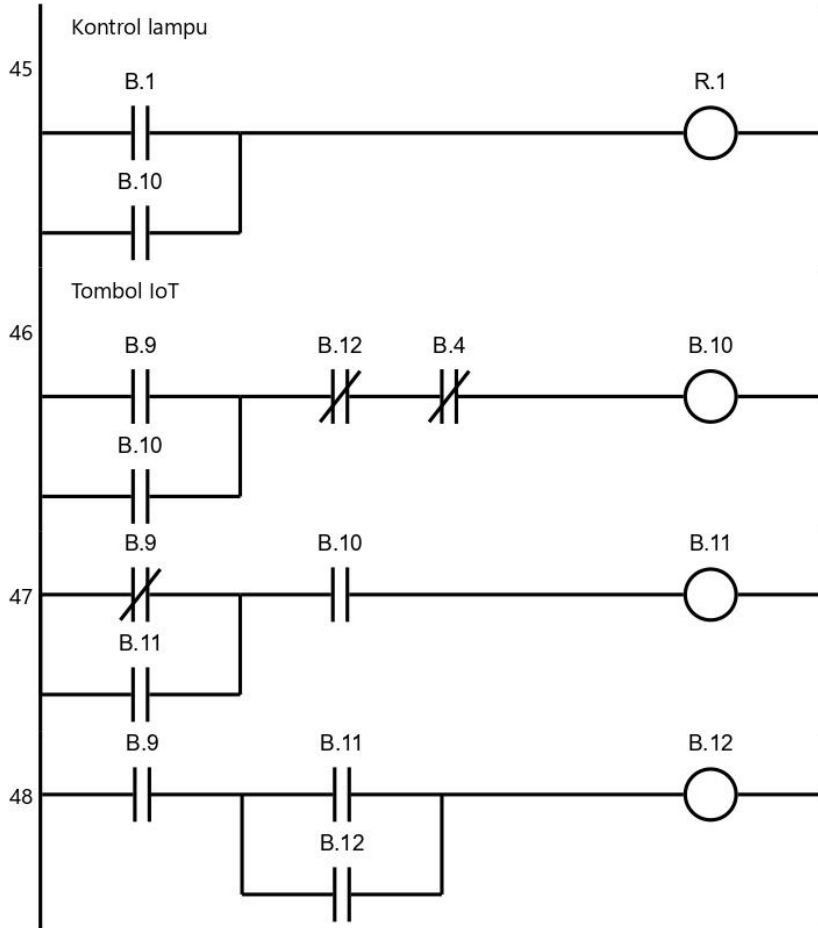 Kontrol lampu
45
B.1 R.1
B.10
Tombol IoT
46
B.9 B.12 B.4 B.10
B.10
B.9 B.10 B.11
47
B.11
B.9 B.11 B.12
48
B.12